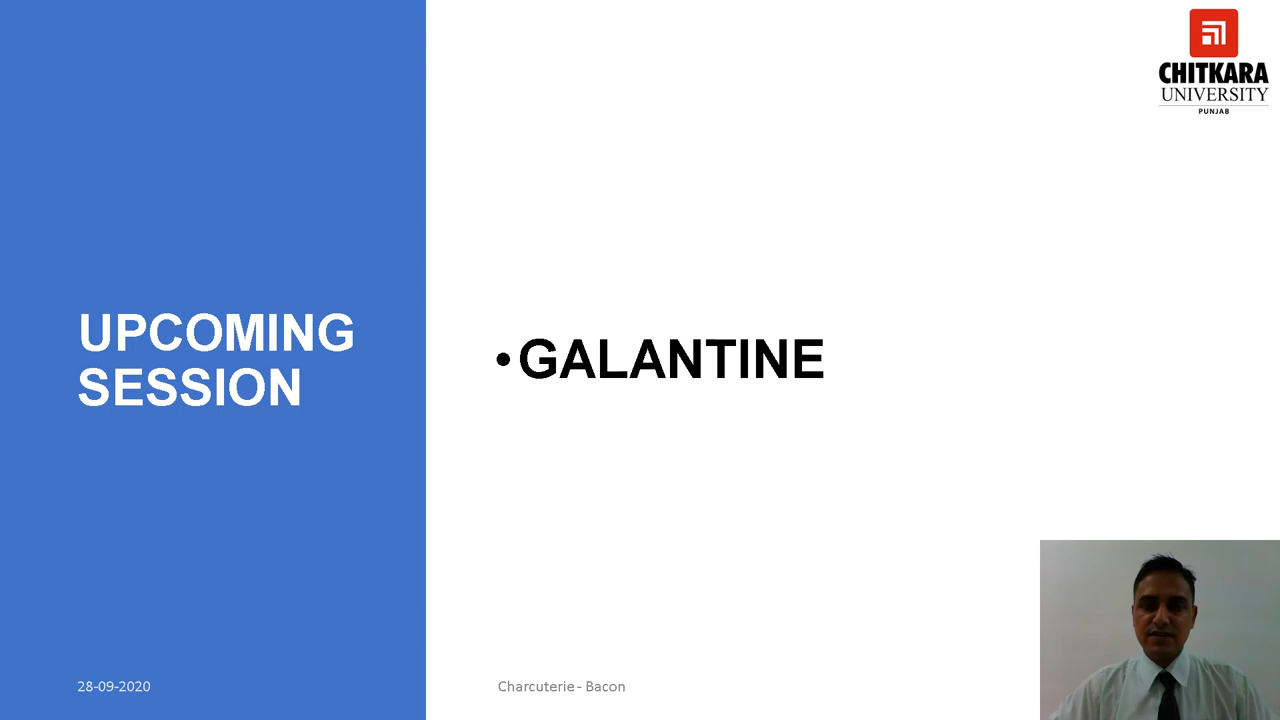 CHITKARA
UNIVERSITY
PUNJAB
UPCOMING
SESSION
•GALANTINE
28-09-2020
Charcuterie - Bacon